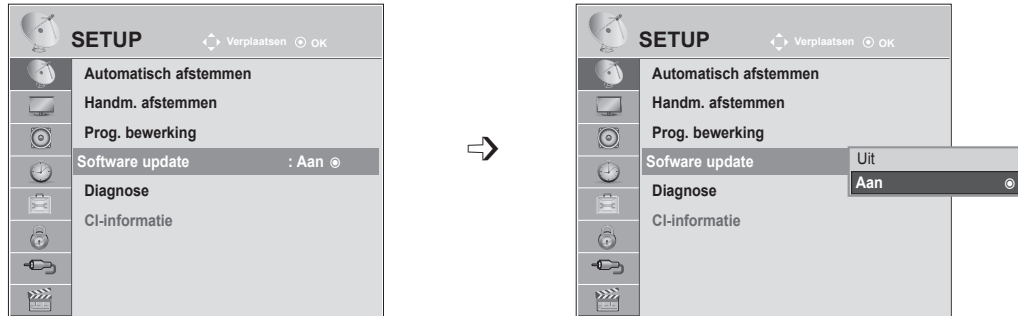 SETUP
Verplaatsen OK
Automatisch afstemmen
Handm. afstemmen
Prog. bewerking
Software update : Aan
Diagnose
CI-informatie
SETUP
Verplaatsen OK
Automatisch afstemmen
Handm. afstemmen
Prog. bewerking
Sofware update
Uit
Aan
Diagnose
CI-informatie